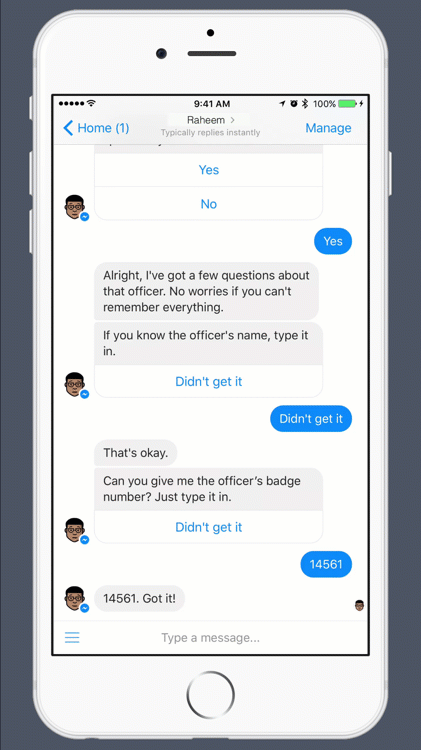 9:41 AM
100%
Home (1)
Raheem
Typically replies instantly
Manage
Yes
No
Yes
Alright, I've got a few questions about
that officer. No worries if you can't
remember everything.
If you know the officer's name, type it
in.
Didn't get it
Didn't get it
That's okay.
Can you give me the officer’s badge
number? Just type it in.
Didn't get it
14561
14561. Got it!
Type a message...